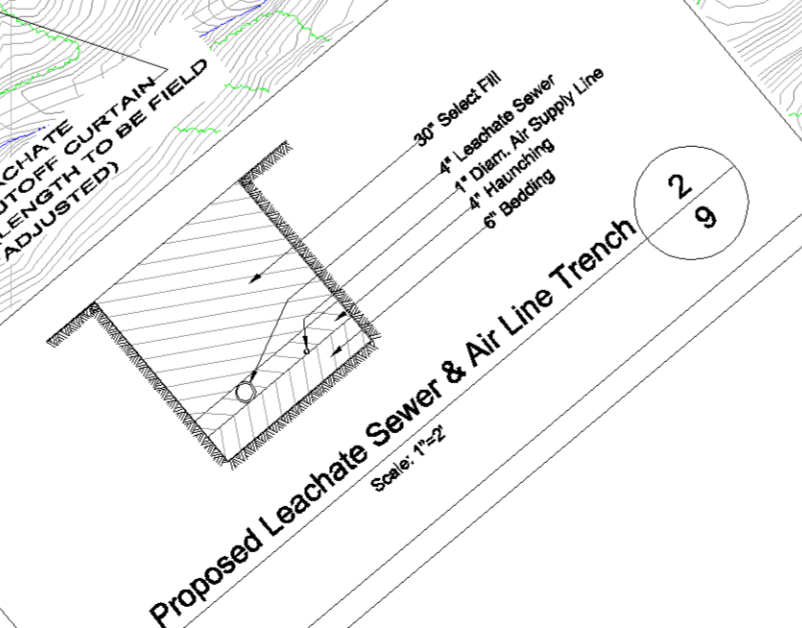 ACHATE
UTOFF CURTAIN
LENGTH TO BE FIELD
ADJUSTED)
30" Select Fill
4" Leachate Sewer
1" Diam. Air Supply Line
4" Haunching
6" Bedding
2
9
Proposed Leachate Sewer & Air Line Trench
Scale: 1"=2'